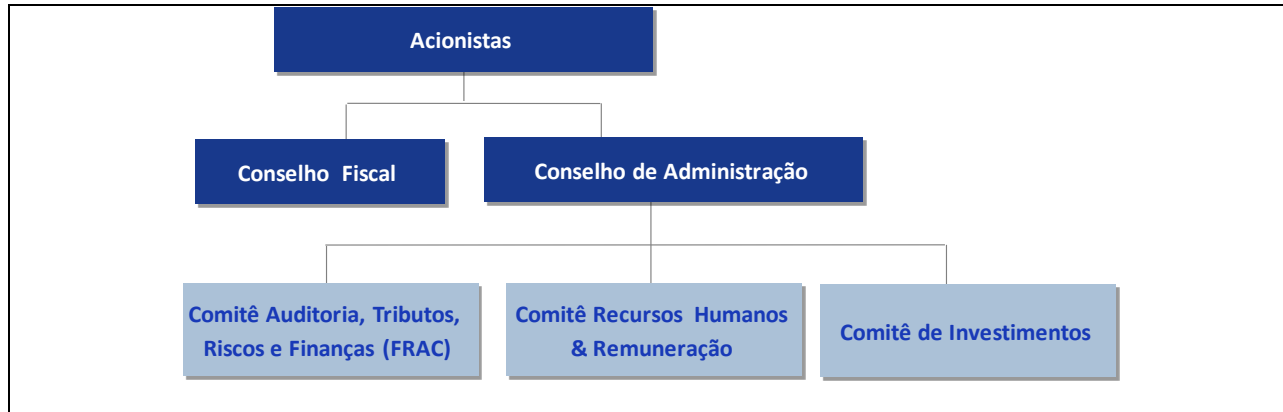 Acionistas
Conselho Fiscal
Conselho de Administração
Comitê Auditoria, Tributos,
Riscos e Finanças (FRAC)
Comitê Recursos Humanos
& Remuneração
Comitê de Investimentos